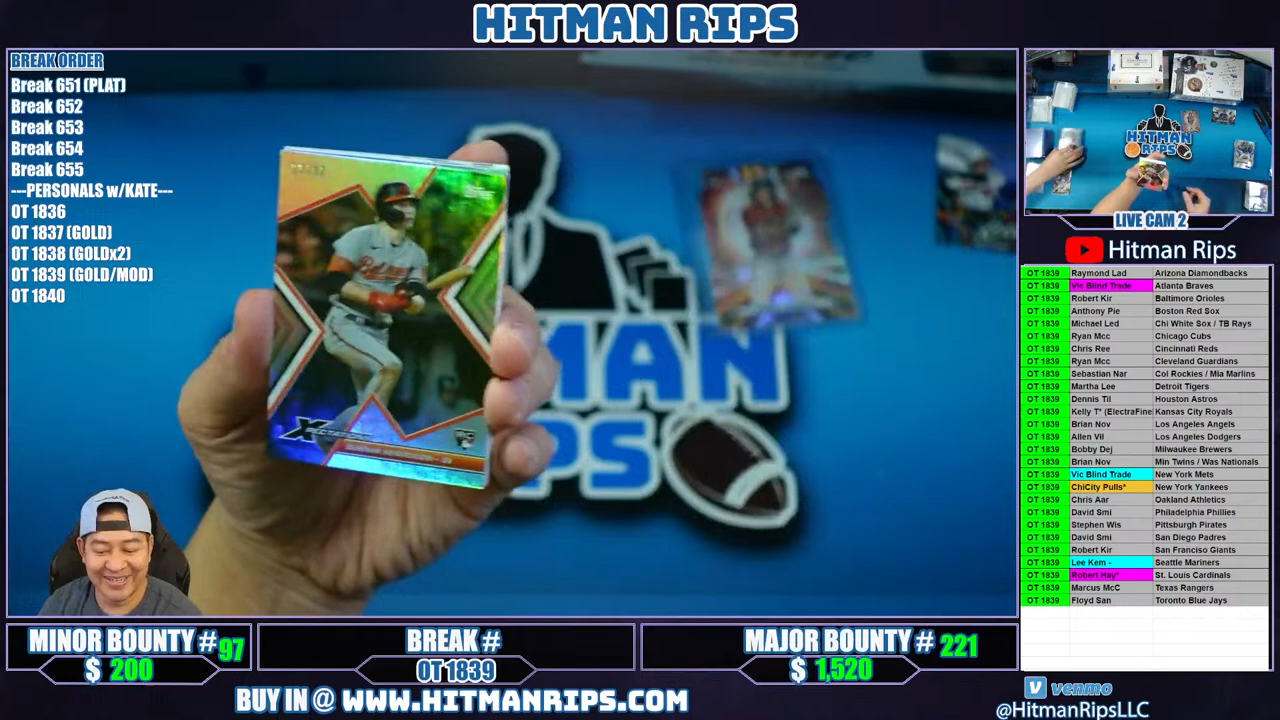 HITMAN RIPS
BREAK ORDER
Break 651 (PLAT)
Break 652
Break 653
Break 654
Break 655
---PERSONALS w/KATE---
OT 1836
OT 1837 (GOLD)
OT 1838 (GOLDx2)
OT 1839 (GOLD/MOD)
OT 1840
MAN
HITMAN
RIPS
LIVE CAM 2
Hitman Rips
OT 1839 Raymond Lad Arizona Diamondbacks
OT 1839 Vic Blind Trade Atlanta Braves
OT 1839 Robert Kir Baltimore Orioles
OT 1839 Anthony Pie Boston Red Sox
OT 1839 Michael Led Chi White Sox / TB Rays
OT 1839 Ryan Mcc Chicago Cubs
OT 1839 Chris Ree Cincinnati Reds
OT 1839 Ryan Mcc Cleveland Guardians
OT 1839 Sebastian Nar Col Rockies / Mia Marlins
OT 1839 Martha Lee Detroit Tigers
OT 1839 Dennis Til Houston Astros
OT 1839 Kelly T* (ElectraFine Kansas City Royals
OT 1839 Brian Nov Los Angeles Angels
OT 1839 Allen Vil Los Angeles Dodgers
OT 1839 Bobby Dej Milwaukee Brewers
OT 1839 Brian Nov Min Twins / Was Nationals
OT 1839 Vic Blind Trade New York Mets
OT 1839 ChiCity Pulls* New York Yankees
OT 1839 Chris Aar Oakland Athletics
OT 1839 David Smi Philadelphia Phillies
OT 1839 Stephen Wis Pittsburgh Pirates
OT 1839 David Smi San Diego Padres
OT 1839 Robert Kir San Franciso Giants
OT 1839 Lee Kem - Seattle Mariners
OT 1839 Robert Hay* St. Louis Cardinals
OT 1839 Marcus McC Texas Rangers
OT 1839 Floyd San Toronto Blue Jays
MINOR BOUNTY # 97
$ 200
BREAK #
OT 1839
MAJOR BOUNTY # 221
$ 1,520
BUY IN @ WWW.HITMANRIPS.COM
venmo
@HitmanRipsLLC